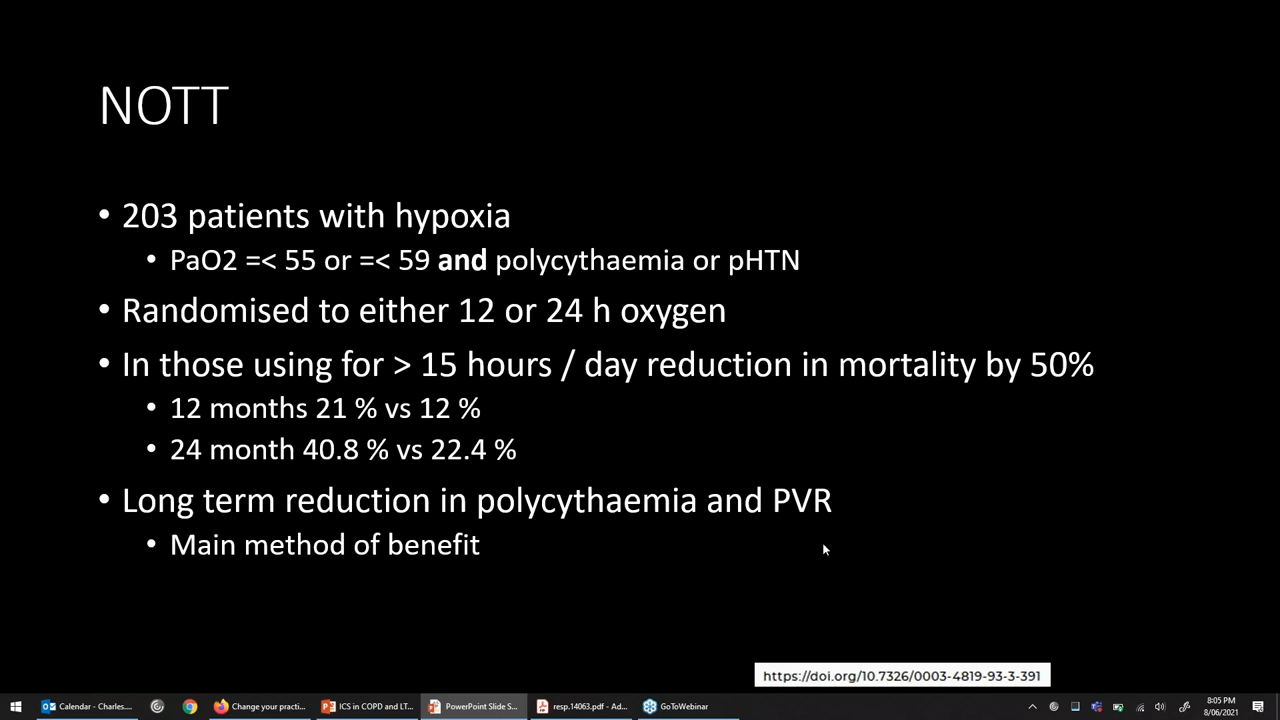 NOTT
• 203 patients with hypoxia
• PaO2 =< 55 or =< 59 and polycythaemia or pHTN
• Randomised to either 12 or 24 h oxygen
• In those using for > 15 hours / day reduction in mortality by 50%
• 12 months 21 % vs 12 %
• 24 month 40.8 % vs 22.4 %
• Long term reduction in polycythaemia and PVR
• Main method of benefit
https://doi.org/10.7326/0003-4819-93-3-391
Calendar - Charles.... Change your practi... ICS in COPD and LT... PowerPoint Slide S... resp.14063.pdf - Ad... GoToWebinar
8:05 PM
8/06/2021